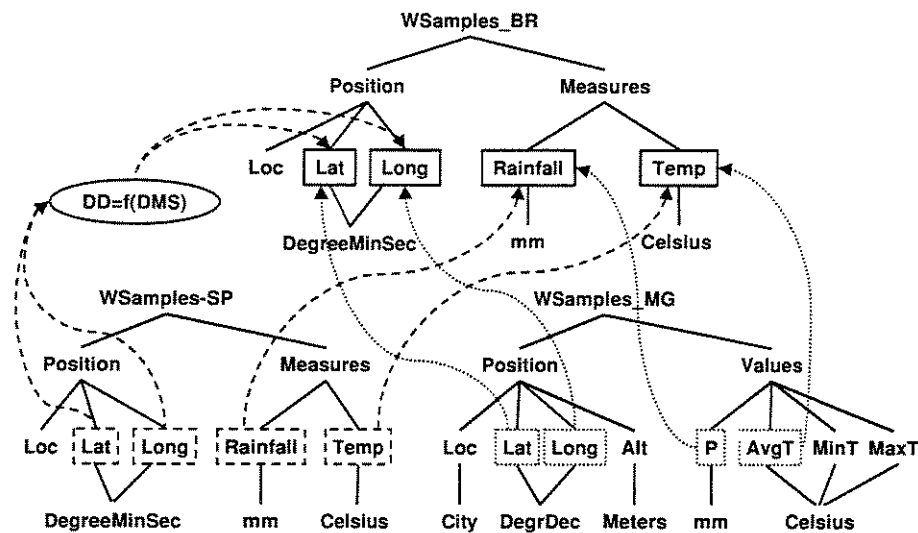 WSamples_BR
Position Measures
Loc Lat Long Rainfall Temp
DD=f(DMS)
DegreeMinSec mm Celsius
WSamples-SP WSamples_MG
Position Measures Position Values
Loc Lat Long Rainfall Temp Loc Lat Long Alt P AvgT MinT MaxT
DegreeMinSec mm Celsius City DegrDec Meters mm Celsius